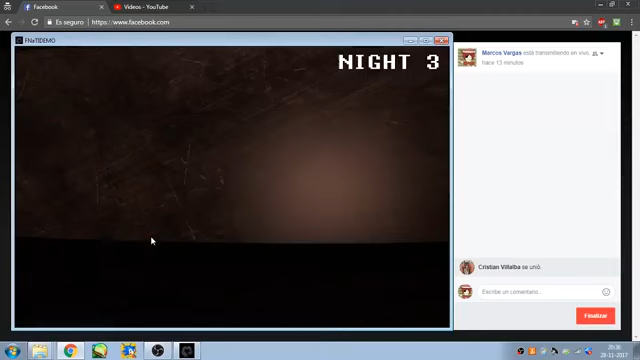 Facebook
Videos - YouTube
Es seguro
https://www.facebook.com
FNaTIDEMO
NIGHT 3
Marcos Vargas está transmitiendo en vivo.
hace 13 minutos
Cristian Villalba se unió.
Escribe un comentario...
Finalizar
20:36
28-11-2017